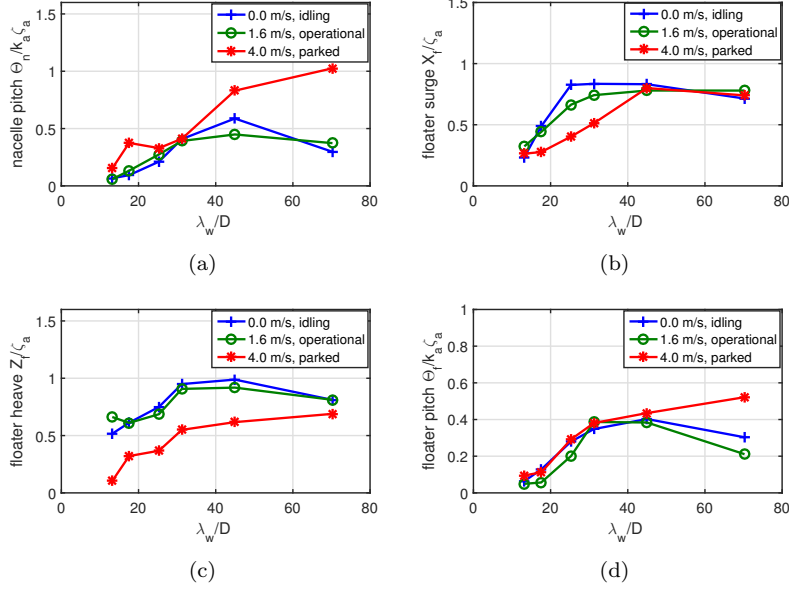 nacelle pitch Θn/kaζa
1.5
1
0.5
0
0.0 m/s, idling
1.6 m/s, operational
4.0 m/s, parked
0 20 40 60 80
λw/D
(a)
floater surge Xf/ζa
1.5
1
0.5
0
0.0 m/s, idling
1.6 m/s, operational
4.0 m/s, parked
0 20 40 60 80
λw/D
(b)
floater heave Zf/ζa
1.5
1
0.5
0
0.0 m/s, idling
1.6 m/s, operational
4.0 m/s, parked
0 20 40 60 80
λw/D
(c)
floater pitch Θf/kaζa
1
0.8
0.6
0.4
0.2
0
0.0 m/s, idling
1.6 m/s, operational
4.0 m/s, parked
0 20 40 60 80
λw/D
(d)